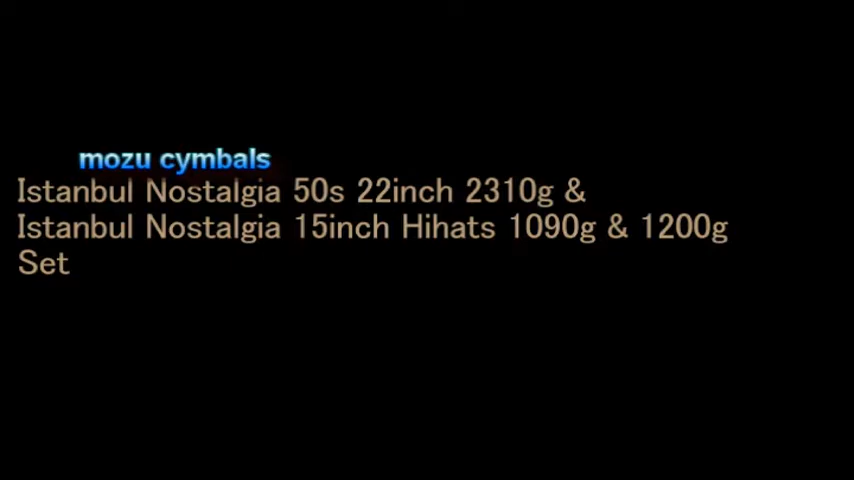 mozu cymbals
Istanbul Nostalgia 50s 22inch 2310g &
Istanbul Nostalgia 15inch Hihats 1090g & 1200g
Set